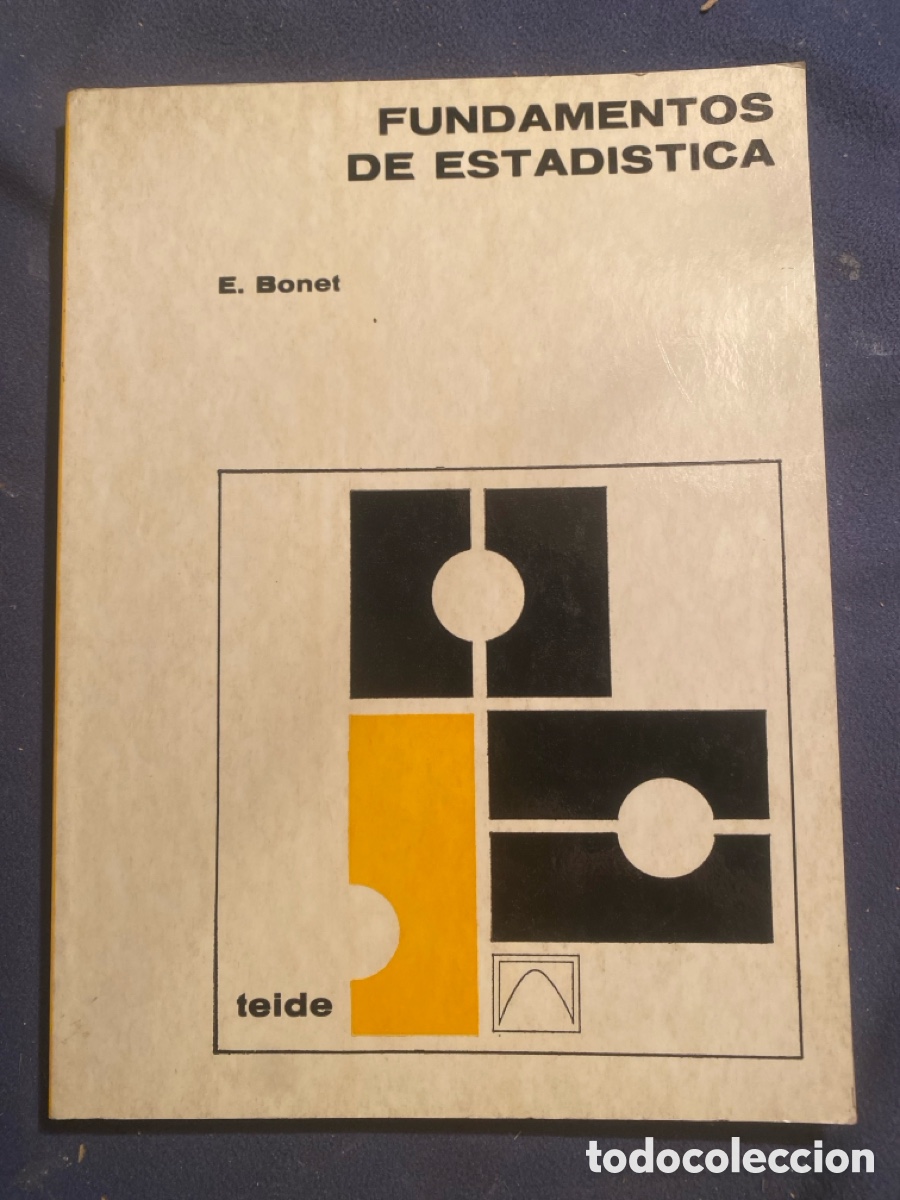 FUNDAMENTOS
DE ESTADISTICA
E. Bonet
teide
todocoleccion